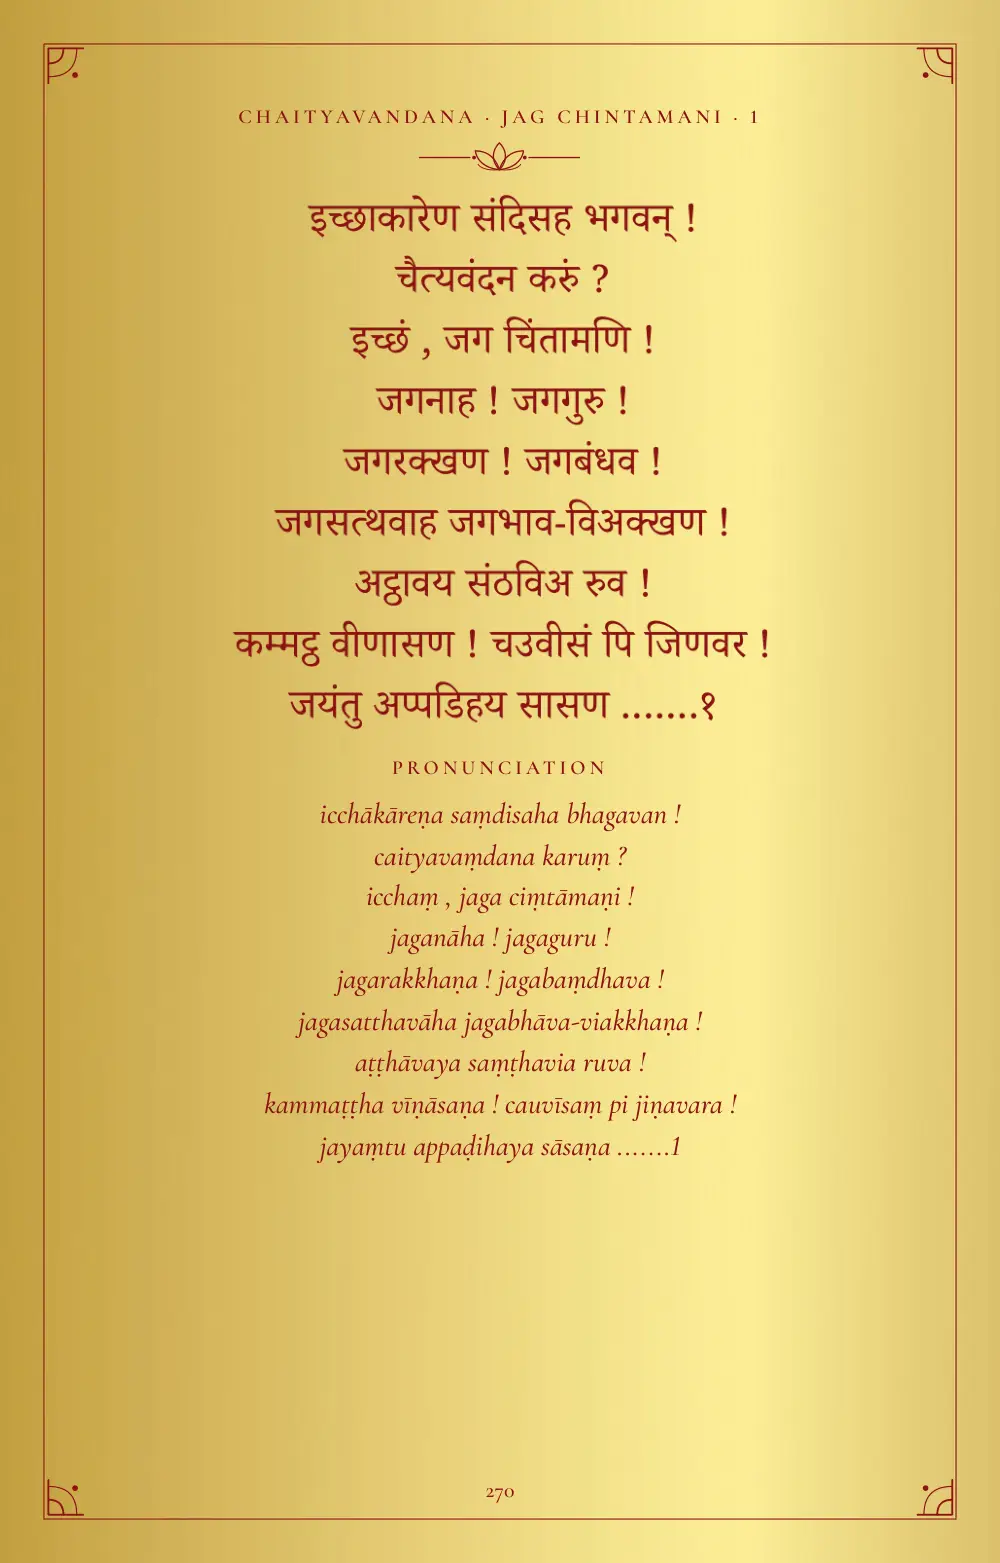 CHAITYAVANDANA · JAG CHINTAMANI · 1
इच्छाकारेण संदिसह भगवन् !
चैत्यवंदन करुं ?
इच्छं , जग चिंतामणि !
जगनाह ! जगगुरु !
जगरक्खण ! जगबंधव !
जगसत्थवाह जगभाव-विअक्खण !
अट्ठावय संठविअ रुव !
कम्मट्ठ वीणासण ! चउवीसं पि जिणवर !
जयंतु अप्पडिहय सासण .......१
PRONUNCIATION
icchākāreṇa saṃdisaha bhagavan !
caityavaṃdana karuṃ ?
icchaṃ , jaga ciṃtāmaṇi !
jaganāha ! jagaguru !
jagarakkhaṇa ! jagabaṃdhava !
jagasatthavāha jagabhāva-viakkhaṇa !
aṭṭhāvaya saṃṭhavia ruva !
kammaṭṭha vīṇāsaṇa ! cauvīsaṃ pi jiṇavara !
jayaṃtu appaḍihaya sāsaṇa .......1
270